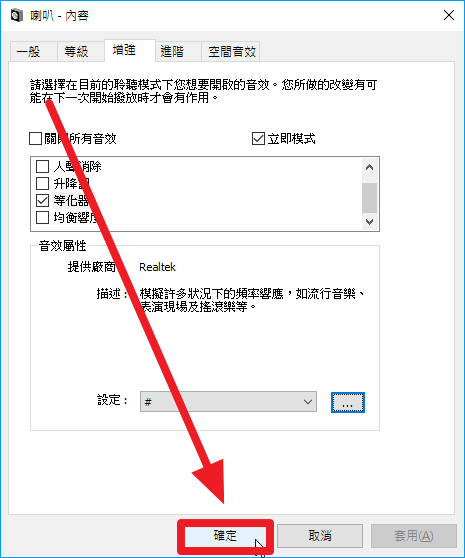 喇叭 - 內容
一般
等級
增強
進階
空間音效
請選擇在目前的聆聽模式下您想要開啟的音效。您所做的改變有可
能在下一次開始撥放時才會有作用。
所有音效
立即模式
人聲消除
升降調
等化器
均衡響度
音效屬性
提供廠商
Realtek
描述：
模擬許多狀況下的頻率響應，如流行音樂、
表演現場及搖滾樂等。
設定：
#
...
確定
取消
套用(A)